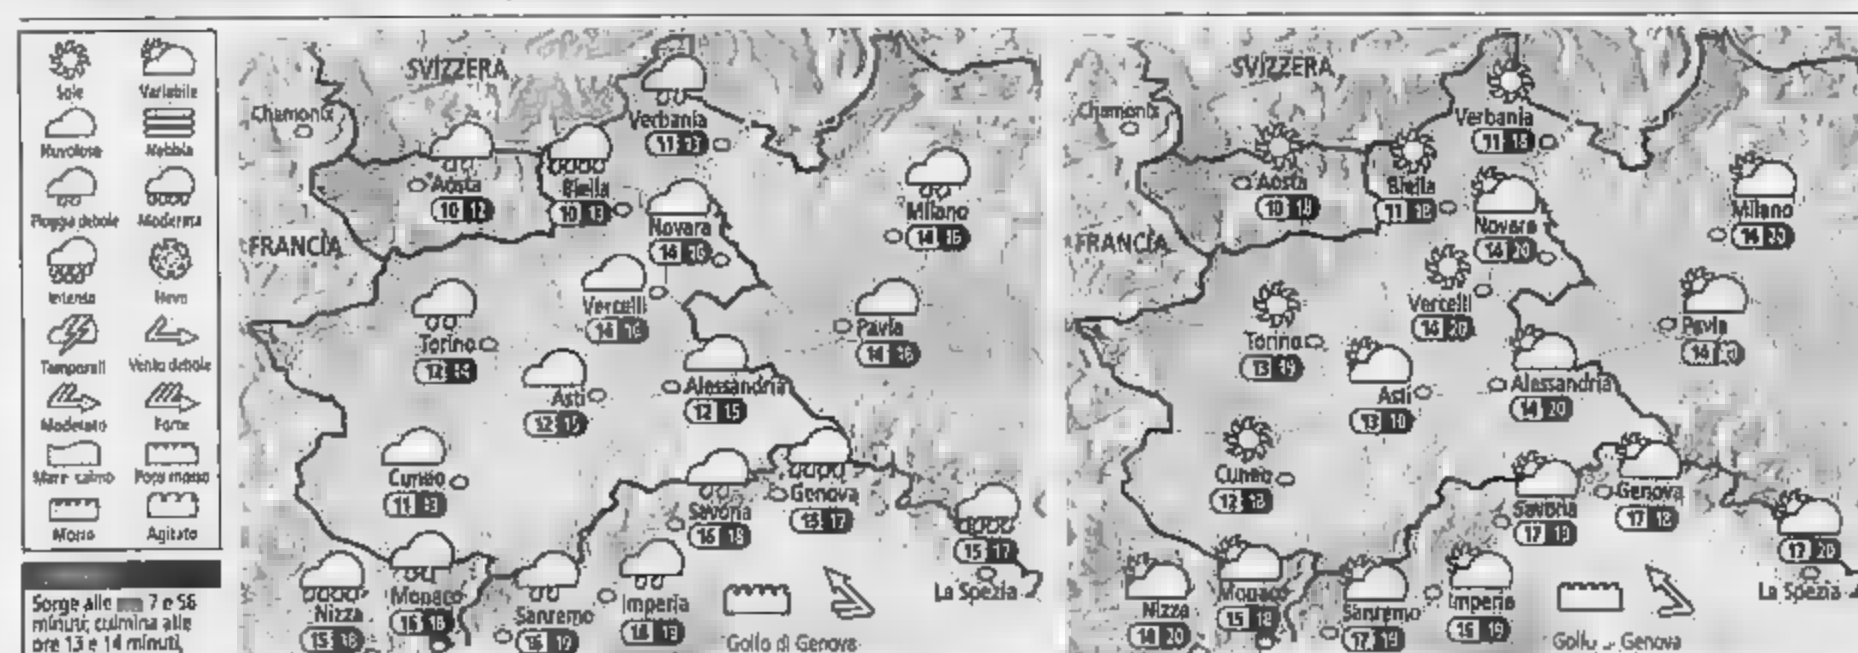 Sole Variabile
Nuvoloso Nebbia
Pioggia debole Moderata
Intensa Neve
Temporali Vento debole
Moderato Forte
Mare calmo Poco mosso
Mosso Agitato
Sorge alle ore 7 e 56
minuti; culmina alle
ore 13 e 14 minuti,
SVIZZERA
Chamonix
Verbania
11
Aosta
10 12
Biella
10 13
Milano
14 16
Novara
14 16
FRANCIA
Vercelli
14 16
Pavia
14 16
Torino
12 14
Alessandria
12 15
Asti
12 15
Cuneo
11 13
Genova
15 17
Savona
16 18
15 17
La Spezia
Nizza
15 18
Monaco
15 16
Sanremo
16 19
Imperia
19
Golfo di Genova
SVIZZERA
Chamonix
Verbania
11 18
Aosta
10 18
Biella
11 18
Milano
14 20
Novara
14 20
FRANCIA
Vercelli
14 20
Pavia
14
Torino
13 19
Alessandria
14 20
Asti
13
Cuneo
12 18
Genova
17 18
Savona
17 19
17 20
La Spezia
Nizza
14 20
Monaco
15 18
Sanremo
17 19
Imperia
16 19
Golfo di Genova